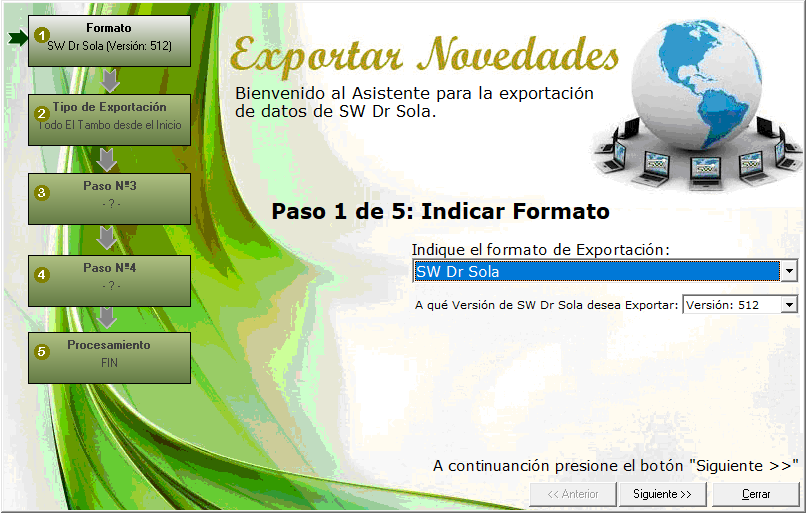 1
Formato
SW Dr Sola (Versión: 512)
2
Tipo de Exportación
Todo El Tambo desde el Inicio
3
Paso Nº3
- ? -
4
Paso Nº4
- ? -
5
Procesamiento
FIN
Exportar Novedades
Bienvenido al Asistente para la exportación
de datos de SW Dr Sola.
Paso 1 de 5: Indicar Formato
Indique el formato de Exportación:
SW Dr Sola
A qué Versión de SW Dr Sola desea Exportar: Versión: 512
A continuanción presione el botón "Siguiente >>"
<< Anterior Siguiente >> Cerrar